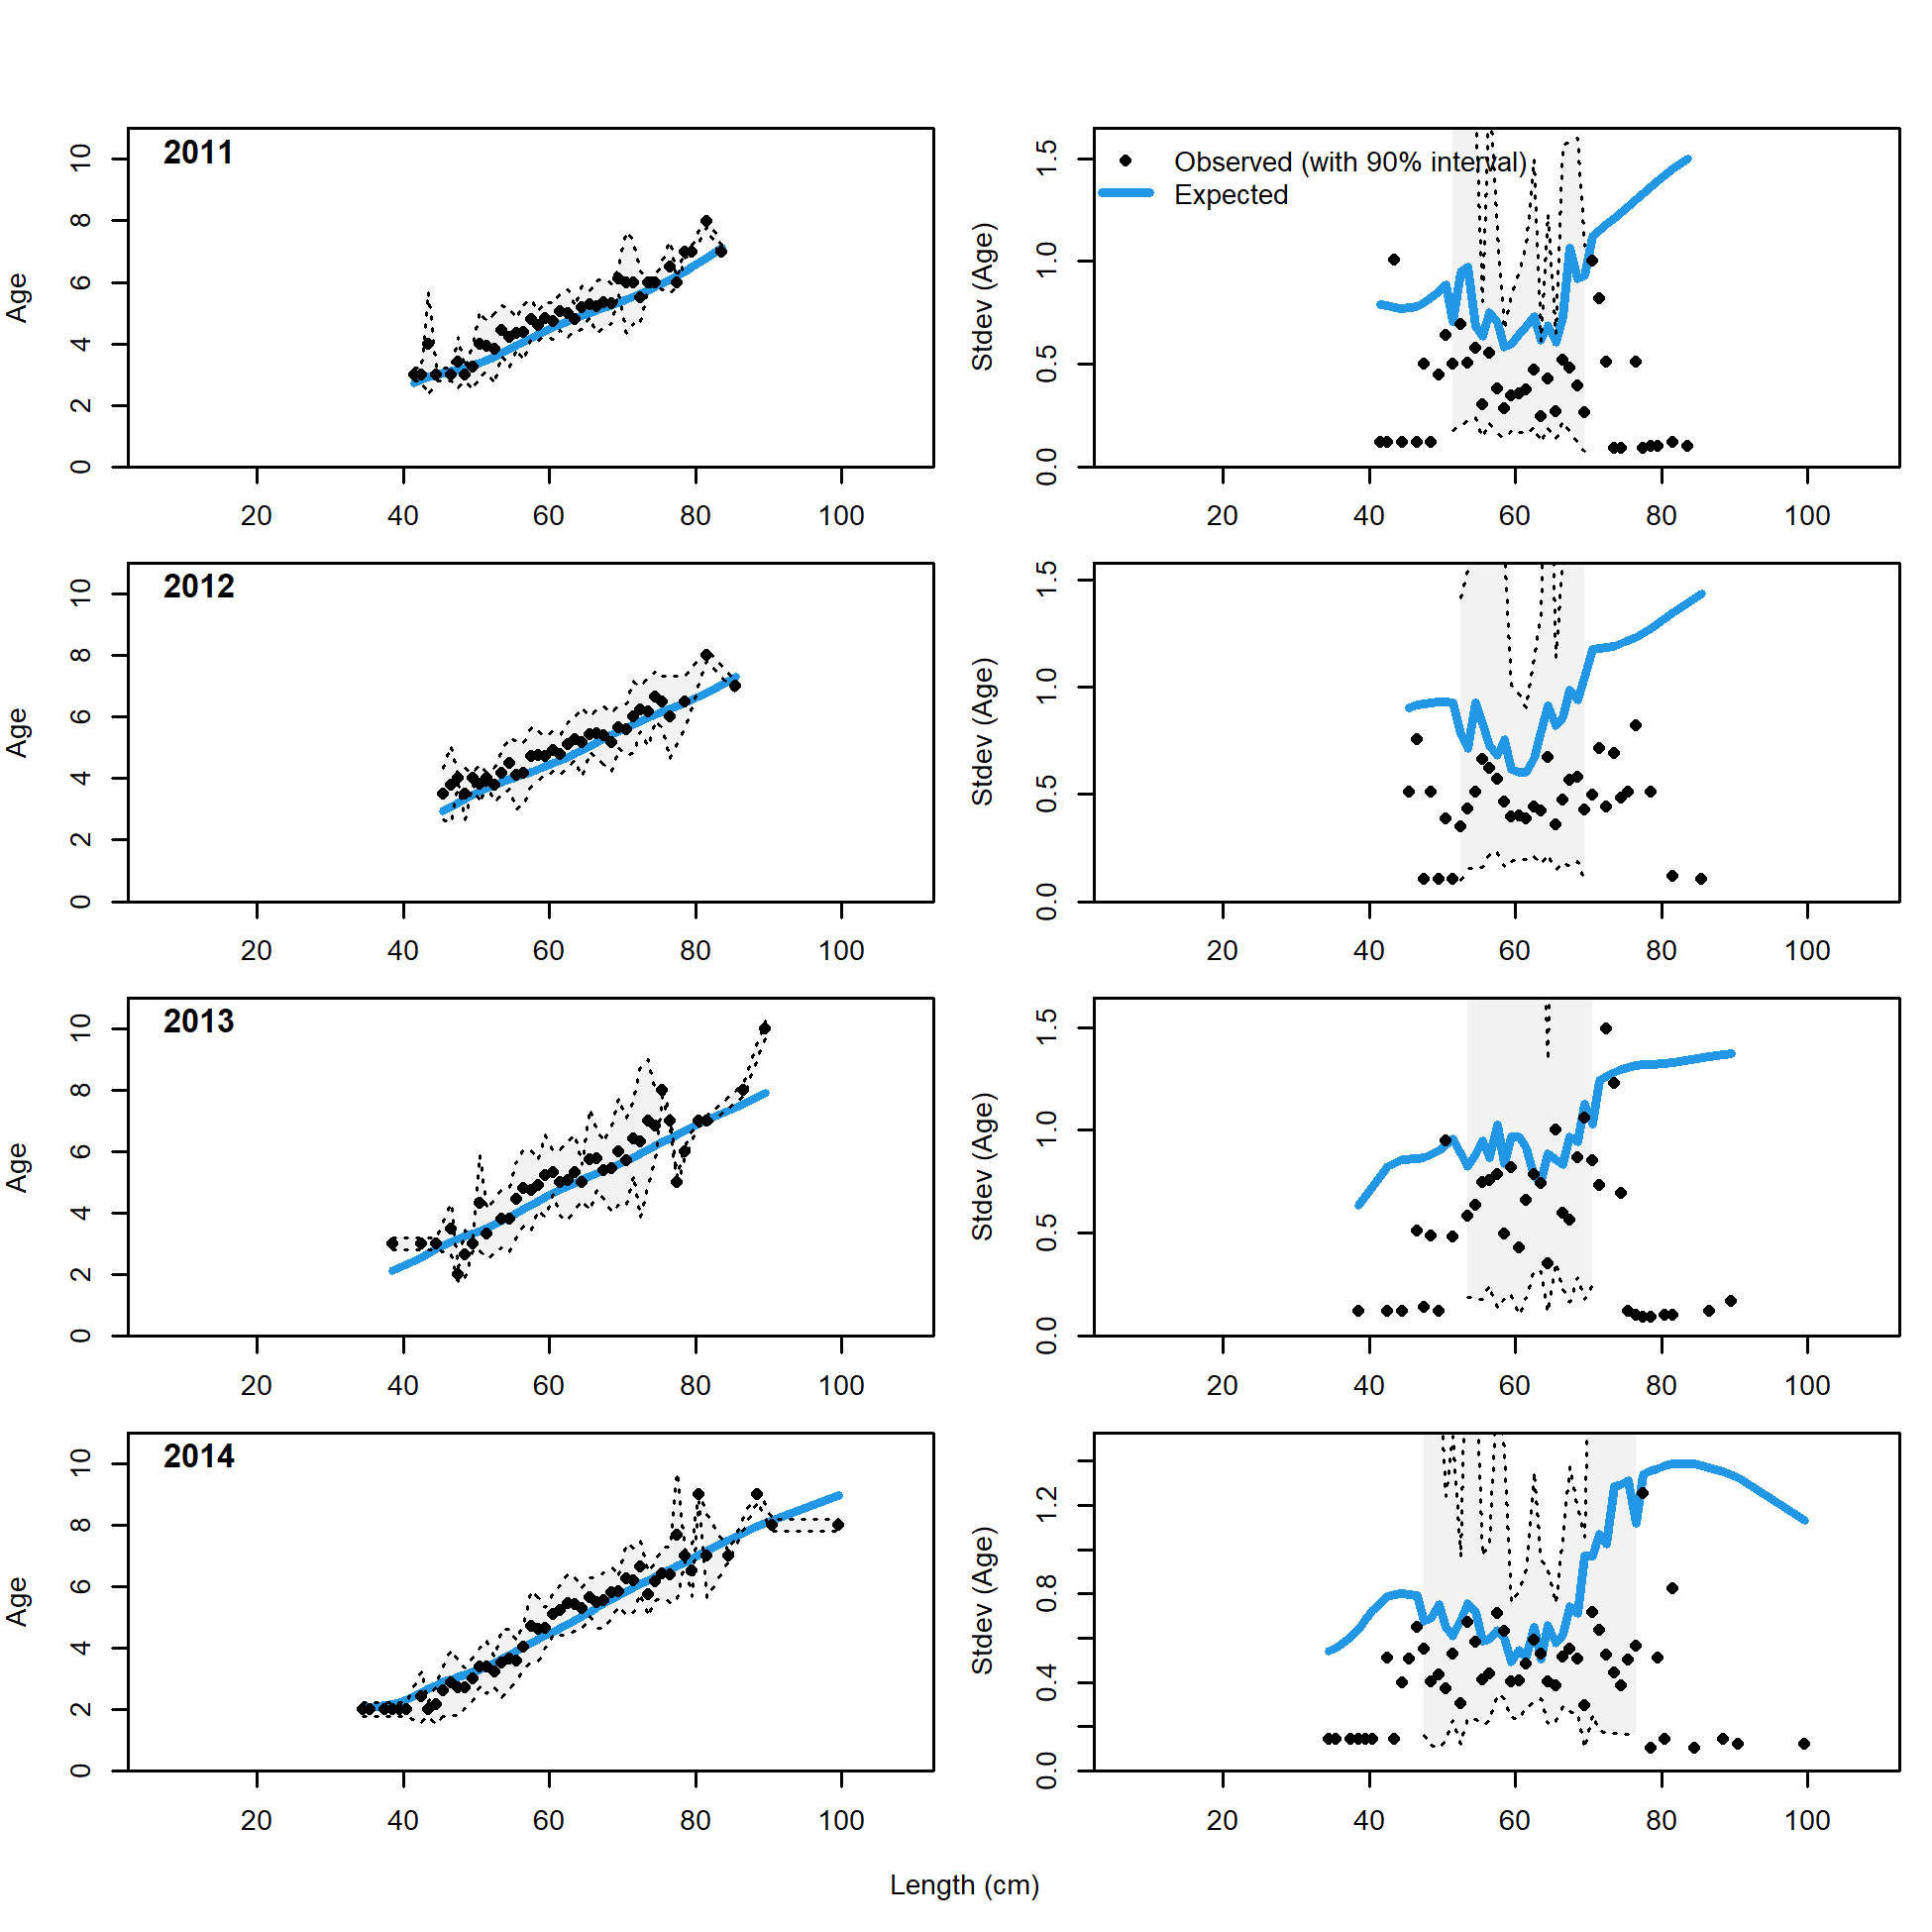 2011
Age
0 2 4 6 8 10
20 40 60 80 100
Observed (with 90% interval)
Expected
Stdev (Age)
0.0 0.5 1.0 1.5
20 40 60 80 100
2012
Age
0 2 4 6 8 10
20 40 60 80 100
Stdev (Age)
0.0 0.5 1.0 1.5
20 40 60 80 100
2013
Age
0 2 4 6 8 10
20 40 60 80 100
Stdev (Age)
0.0 0.5 1.0 1.5
20 40 60 80 100
2014
Age
0 2 4 6 8 10
20 40 60 80 100
Stdev (Age)
0.0 0.4 0.8 1.2
20 40 60 80 100
Length (cm)